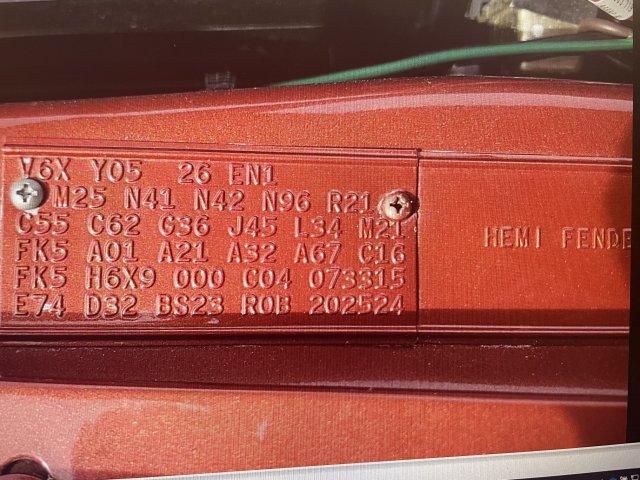 V6X Y05 26 EN1
M25 N41 N42 N96 R21
C55 C62 G36 J45 L34 M21
FK5 A01 A21 A32 A67 C16
FK5 H6X9 000 C04 073315
E74 D32 BS23 R0B 202524
HEMI FENDE